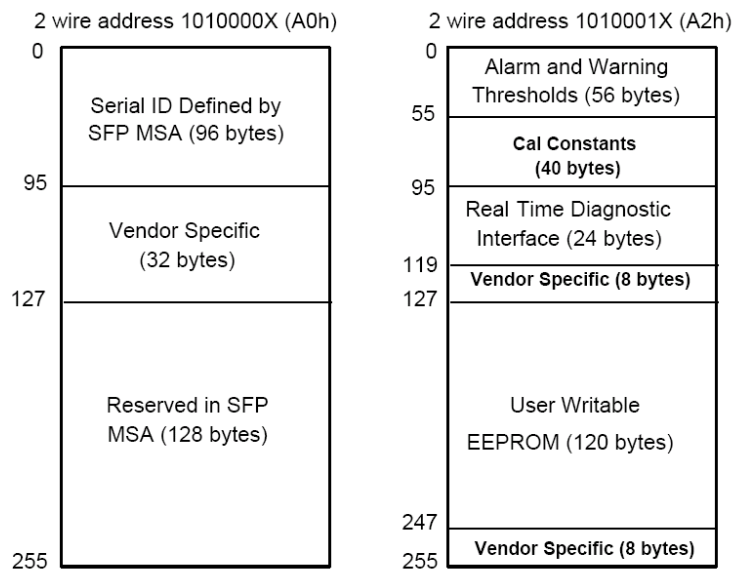 2 wire address 1010000X (A0h)
0
Serial ID Defined by
SFP MSA (96 bytes)
95
Vendor Specific
(32 bytes)
127
Reserved in SFP
MSA (128 bytes)
255
2 wire address 1010001X (A2h)
0
Alarm and Warning
Thresholds (56 bytes)
55
Cal Constants
(40 bytes)
95
Real Time Diagnostic
Interface (24 bytes)
119
Vendor Specific (8 bytes)
127
User Writable
EEPROM (120 bytes)
247
Vendor Specific (8 bytes)
255